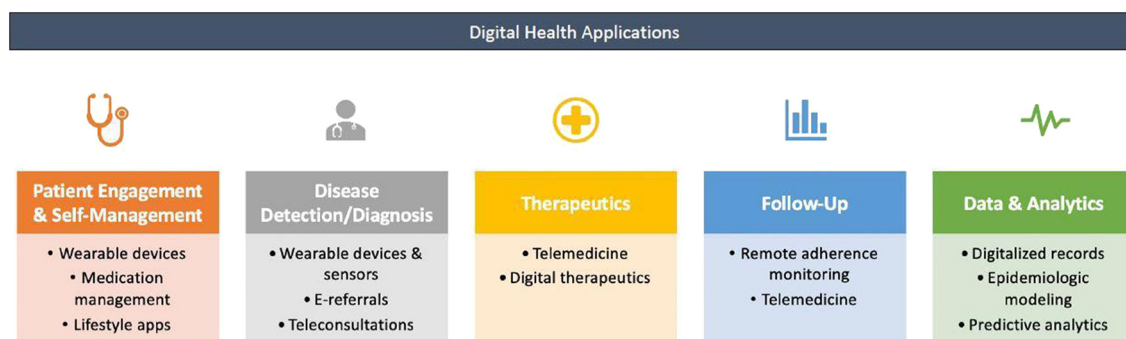 Digital Health Applications
Patient Engagement
& Self-Management
• Wearable devices
• Medication
management
• Lifestyle apps
Disease
Detection/Diagnosis
• Wearable devices &
sensors
• E-referrals
• Teleconsultations
Therapeutics
• Telemedicine
• Digital therapeutics
Follow-Up
• Remote adherence
monitoring
• Telemedicine
Data & Analytics
• Digitalized records
• Epidemiologic
modeling
• Predictive analytics